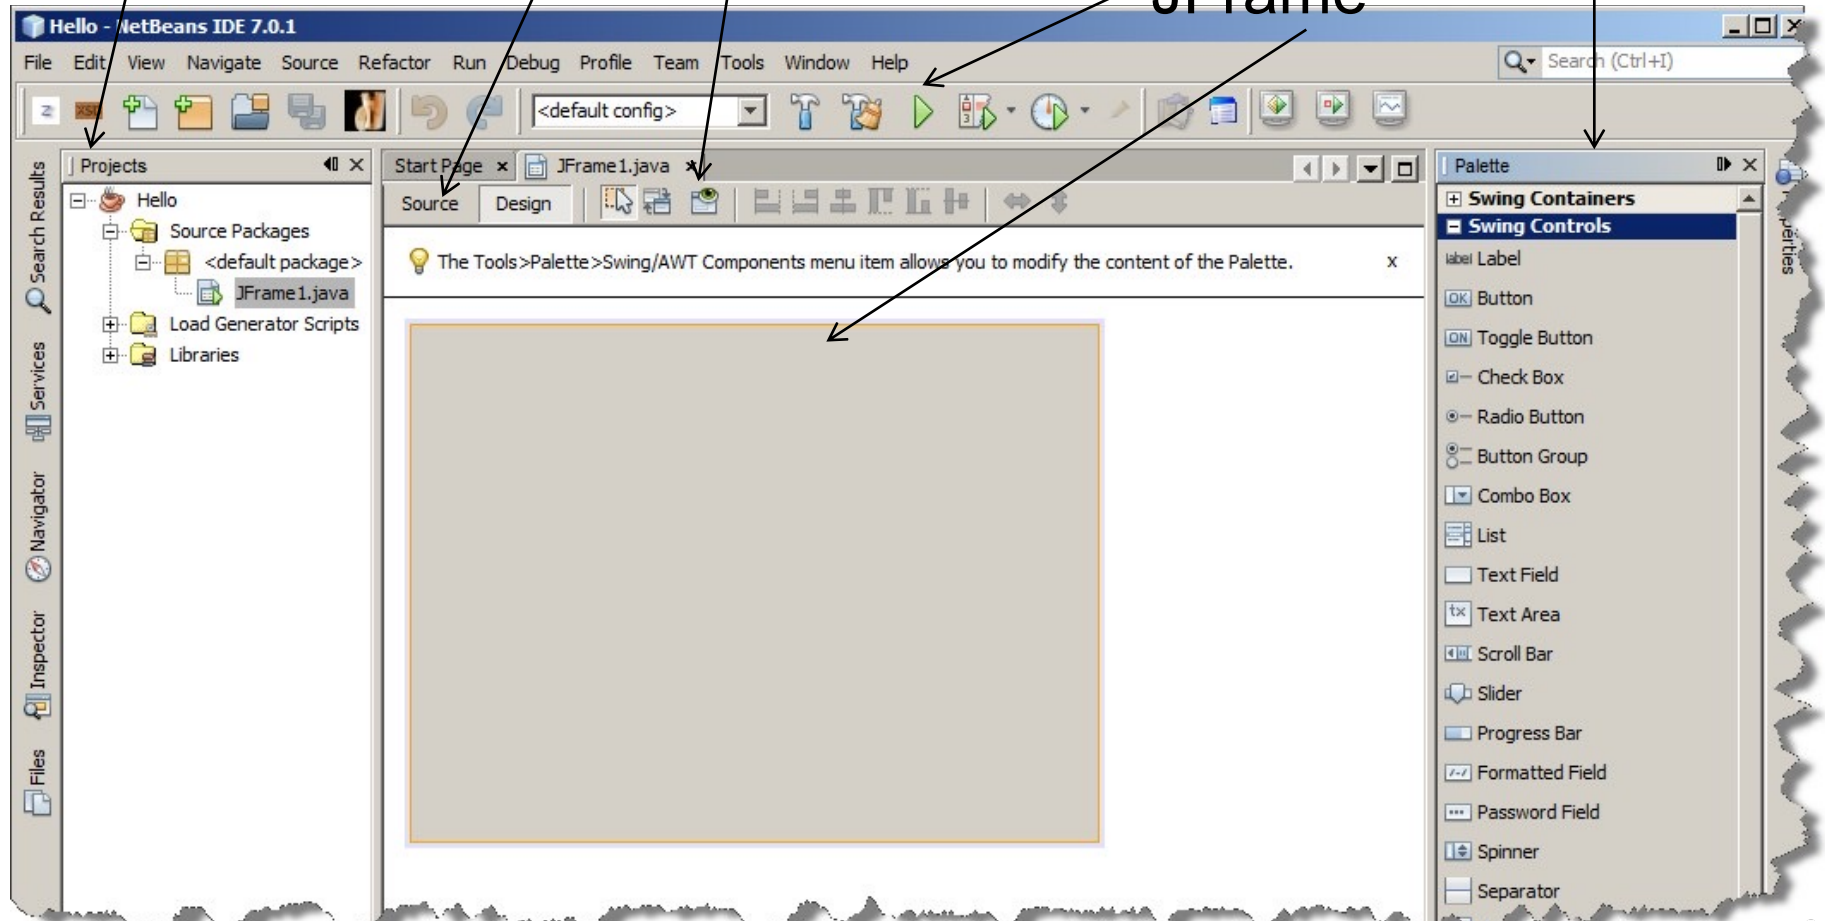 JFrame
Hello - NetBeans IDE 7.0.1
File Edit View Navigate Source Refactor Run Debug Profile Team Tools Window Help
Search (Ctrl+I)
<default config>
Search Results
Services
Navigator
Inspector
Files
Projects
Hello
Source Packages
<default package>
JFrame1.java
Load Generator Scripts
Libraries
Start Page x JFrame1.java x
Source Design
The Tools>Palette>Swing/AWT Components menu item allows you to modify the content of the Palette. x
Palette
Swing Containers
Swing Controls
label Label
OK Button
ON Toggle Button
Check Box
Radio Button
Button Group
Combo Box
List
Text Field
tx Text Area
Scroll Bar
Slider
Progress Bar
Formatted Field
Password Field
Spinner
Separator